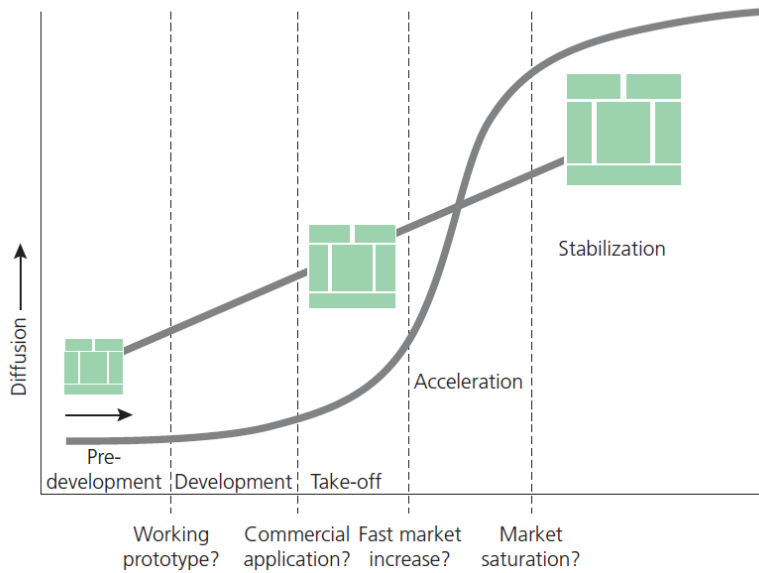 Diffusion
Stabilization
Acceleration
Pre-
development
Development
Take-off
Working
prototype?
Commercial
application?
Fast market
increase?
Market
saturation?